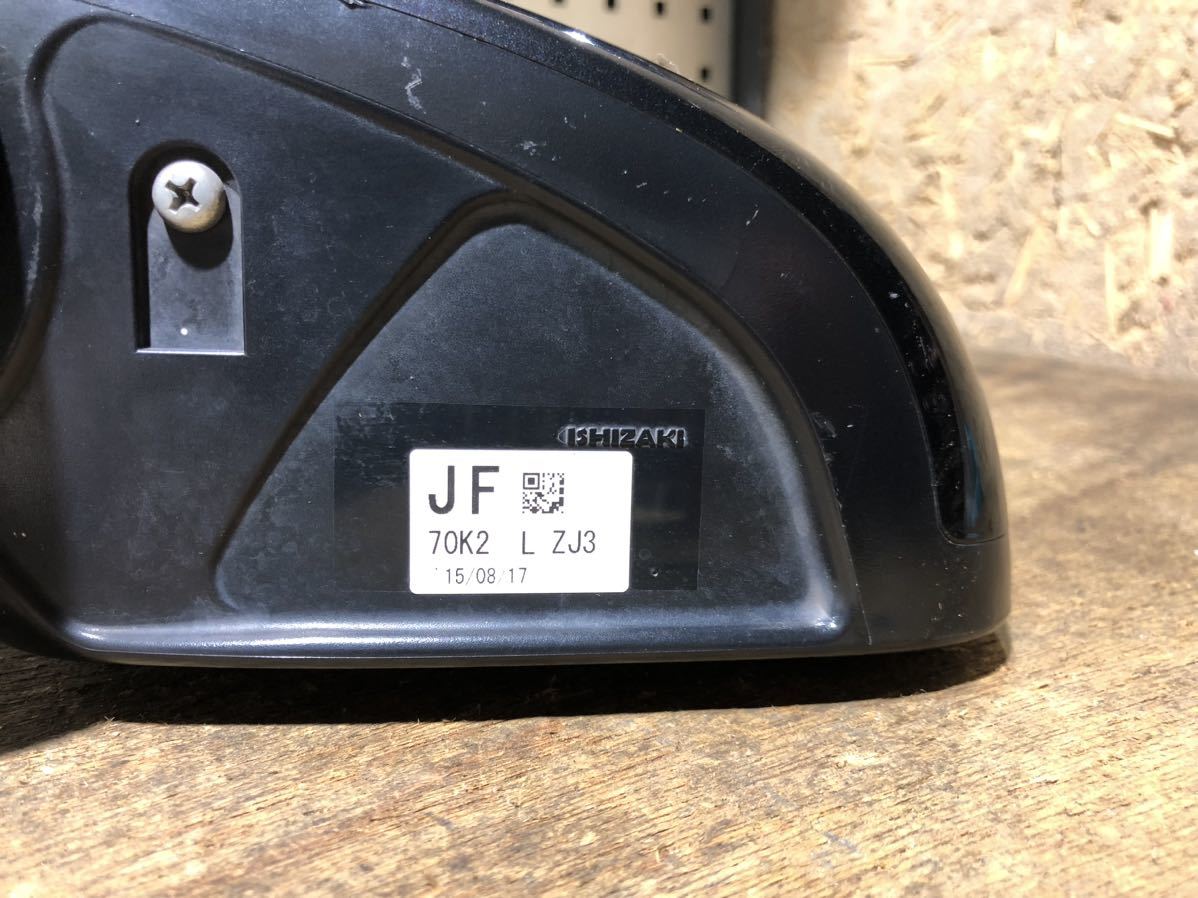 ISHIZAKI
JF
70K2 L ZJ3
'15/08/17